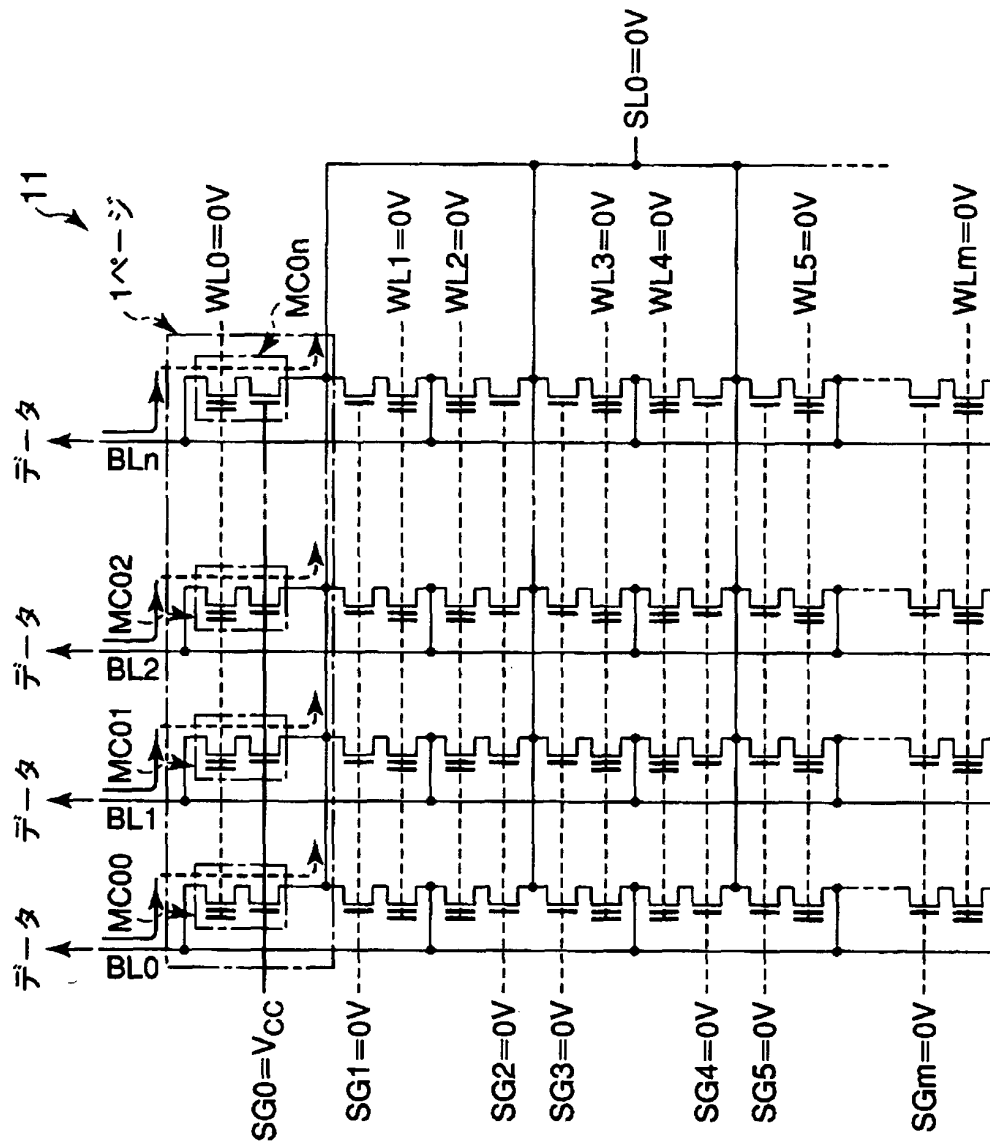 11
1ページ
データ
データ
データ
データ
BL0
BL1
BL2
BLn
MC00
MC01
MC02
MC0n
WL0=0V
SG0=VCC
SG1=0V
WL1=0V
WL2=0V
SG2=0V
SL0=0V
SG3=0V
WL3=0V
WL4=0V
SG4=0V
SG5=0V
WL5=0V
SGm=0V
WLm=0V